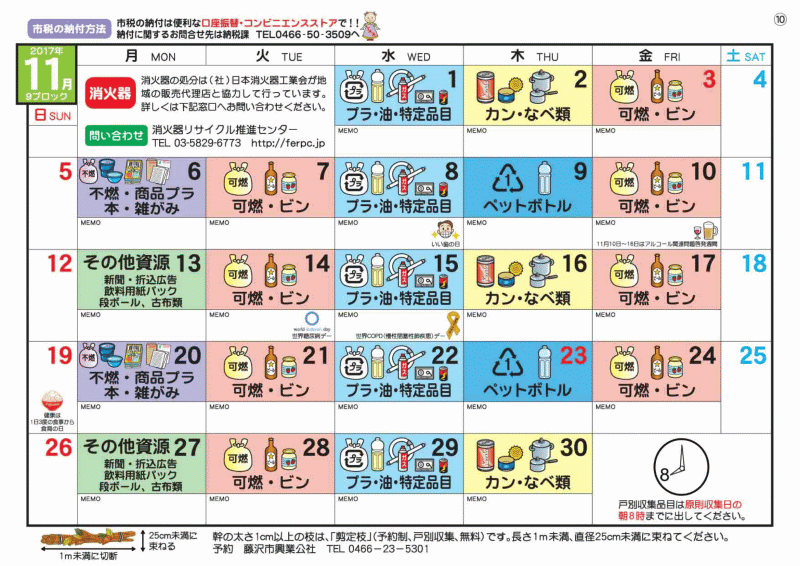 ⑩
市税の納付方法
市税の納付は便利な口座振替・コンビニエンスストアで！！
納付に関するお問合せ先は納税課 TEL0466-50-3509へ
2017年
11月
9ブロック
日 SUN
月 MON
火 TUE
水 WED
木 THU
金 FRI
土 SAT
消火器
消火器の処分は（社）日本消火器工業会が地
域の販売代理店と協力して行っています。
詳しくは下記窓口へお問い合わせください。
問い合わせ
消火器リサイクル推進センター
TEL 03-5829-6773 http://ferpc.jp
1
プラ・油・特定品目
MEMO
2
カン・なべ類
MEMO
可燃
3
可燃・ビン
MEMO
4
5
不燃
6
不燃・商品プラ
本・雑がみ
MEMO
可燃
7
可燃・ビン
MEMO
8
プラ・油・特定品目
MEMO
いい歯の日
1
9
ペットボトル
MEMO
可燃
10
可燃・ビン
MEMO
11月10日～16日はアルコール関連問題啓発週間
11
12
その他資源 13
新聞・折込広告
飲料用紙パック
段ボール、古布類
MEMO
可燃
14
可燃・ビン
MEMO
world diabetes day
世界糖尿病デー
15
プラ・油・特定品目
MEMO
世界COPD（慢性閉塞性肺疾患）デー
16
カン・なべ類
MEMO
可燃
17
可燃・ビン
MEMO
18
19
健康は
1日3度の食事から
食育の日
不燃
20
不燃・商品プラ
本・雑がみ
MEMO
可燃
21
可燃・ビン
MEMO
22
プラ・油・特定品目
MEMO
1
23
ペットボトル
MEMO
可燃
24
可燃・ビン
MEMO
25
26
その他資源 27
新聞・折込広告
飲料用紙パック
段ボール、古布類
MEMO
可燃
28
可燃・ビン
MEMO
29
プラ・油・特定品目
MEMO
30
カン・なべ類
MEMO
8
戸別収集品目は原則収集日の
朝8時までに出してください。
1m未満に切断
25cm未満に
束ねる
幹の太さ1cm以上の枝は、「剪定枝」（予約制、戸別収集、無料）です。長さ1m未満、直径25cm未満に束ねてください。
予約 藤沢市興業公社 TEL 0466－23－5301